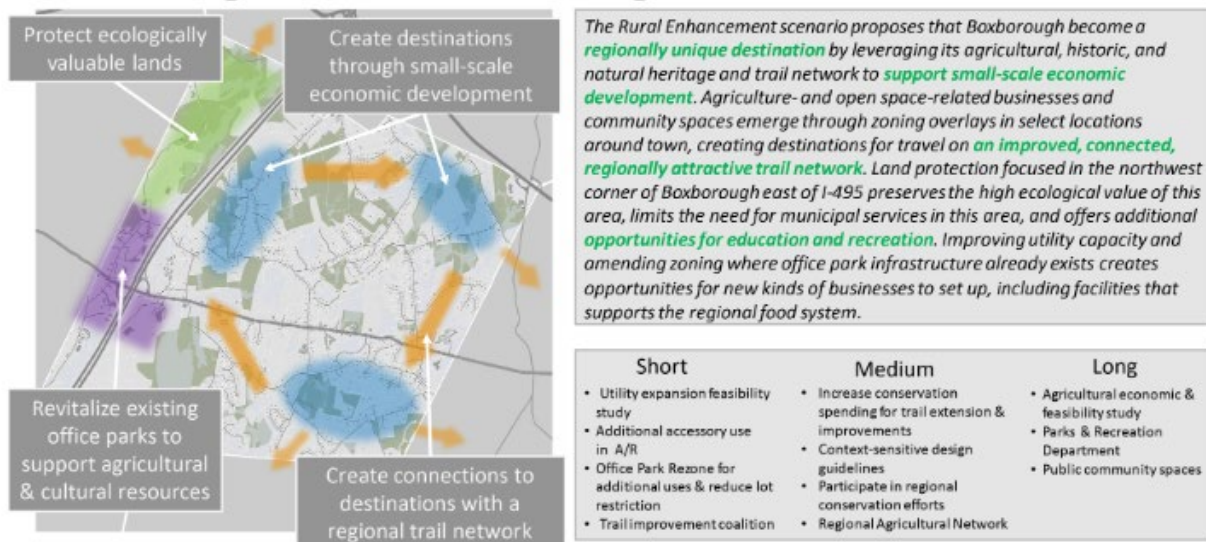 Protect ecologically
valuable lands
Create destinations
through small-scale
economic development
Revitalize existing
office parks to
support agricultural
& cultural resources
Create connections to
destinations with a
regional trail network
The Rural Enhancement scenario proposes that Boxborough become a
regionally unique destination by leveraging its agricultural, historic, and
natural heritage and trail network to support small-scale economic
development. Agriculture- and open space-related businesses and
community spaces emerge through zoning overlays in select locations
around town, creating destinations for travel on an improved, connected,
regionally attractive trail network. Land protection focused in the northwest
corner of Boxborough east of I-495 preserves the high ecological value of this
area, limits the need for municipal services in this area, and offers additional
opportunities for education and recreation. Improving utility capacity and
amending zoning where office park infrastructure already exists creates
opportunities for new kinds of businesses to set up, including facilities that
supports the regional food system.
Short
• Utility expansion feasibility
study
• Additional accessory use
in A/R
• Office Park Rezone for
additional uses & reduce lot
restriction
• Trail improvement coalition
Medium
• Increase conservation
spending for trail extension &
improvements
• Context-sensitive design
guidelines
• Participate in regional
conservation efforts
• Regional Agricultural Network
Long
• Agricultural economic &
feasibility study
• Parks & Recreation
Department
• Public community spaces